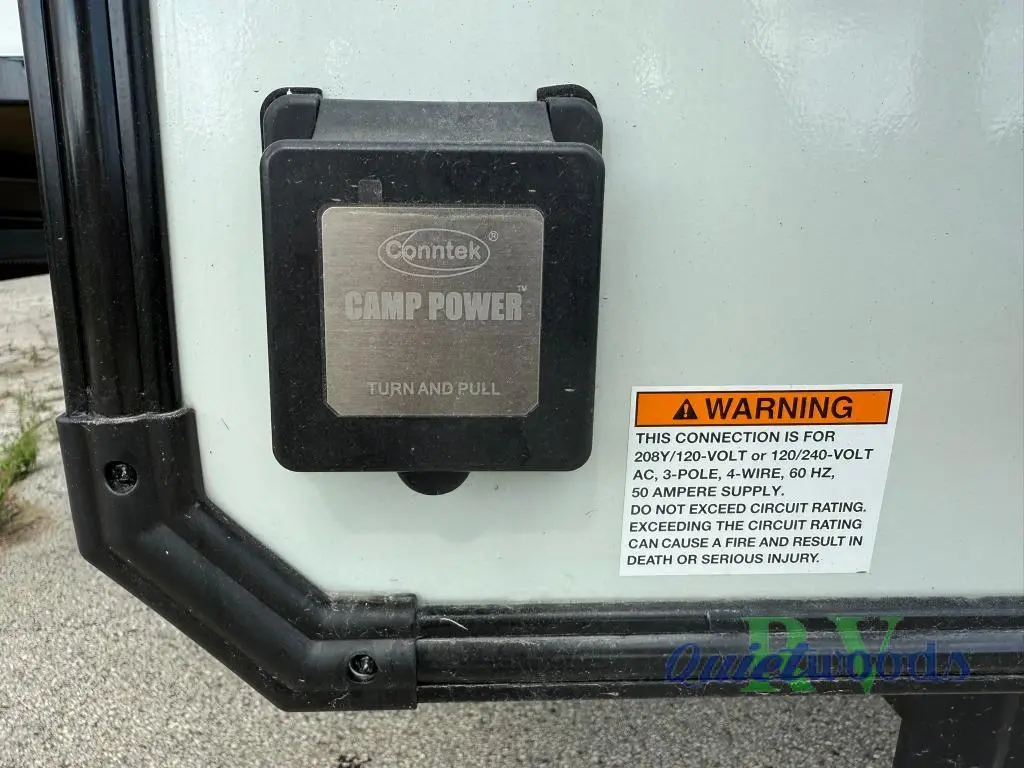 Conntek®
CAMP POWER™
TURN AND PULL
⚠ WARNING
THIS CONNECTION IS FOR
208Y/120-VOLT or 120/240-VOLT
AC, 3-POLE, 4-WIRE, 60 HZ,
50 AMPERE SUPPLY.
DO NOT EXCEED CIRCUIT RATING.
EXCEEDING THE CIRCUIT RATING
CAN CAUSE A FIRE AND RESULT IN
DEATH OR SERIOUS INJURY.
RV
Quietwoods